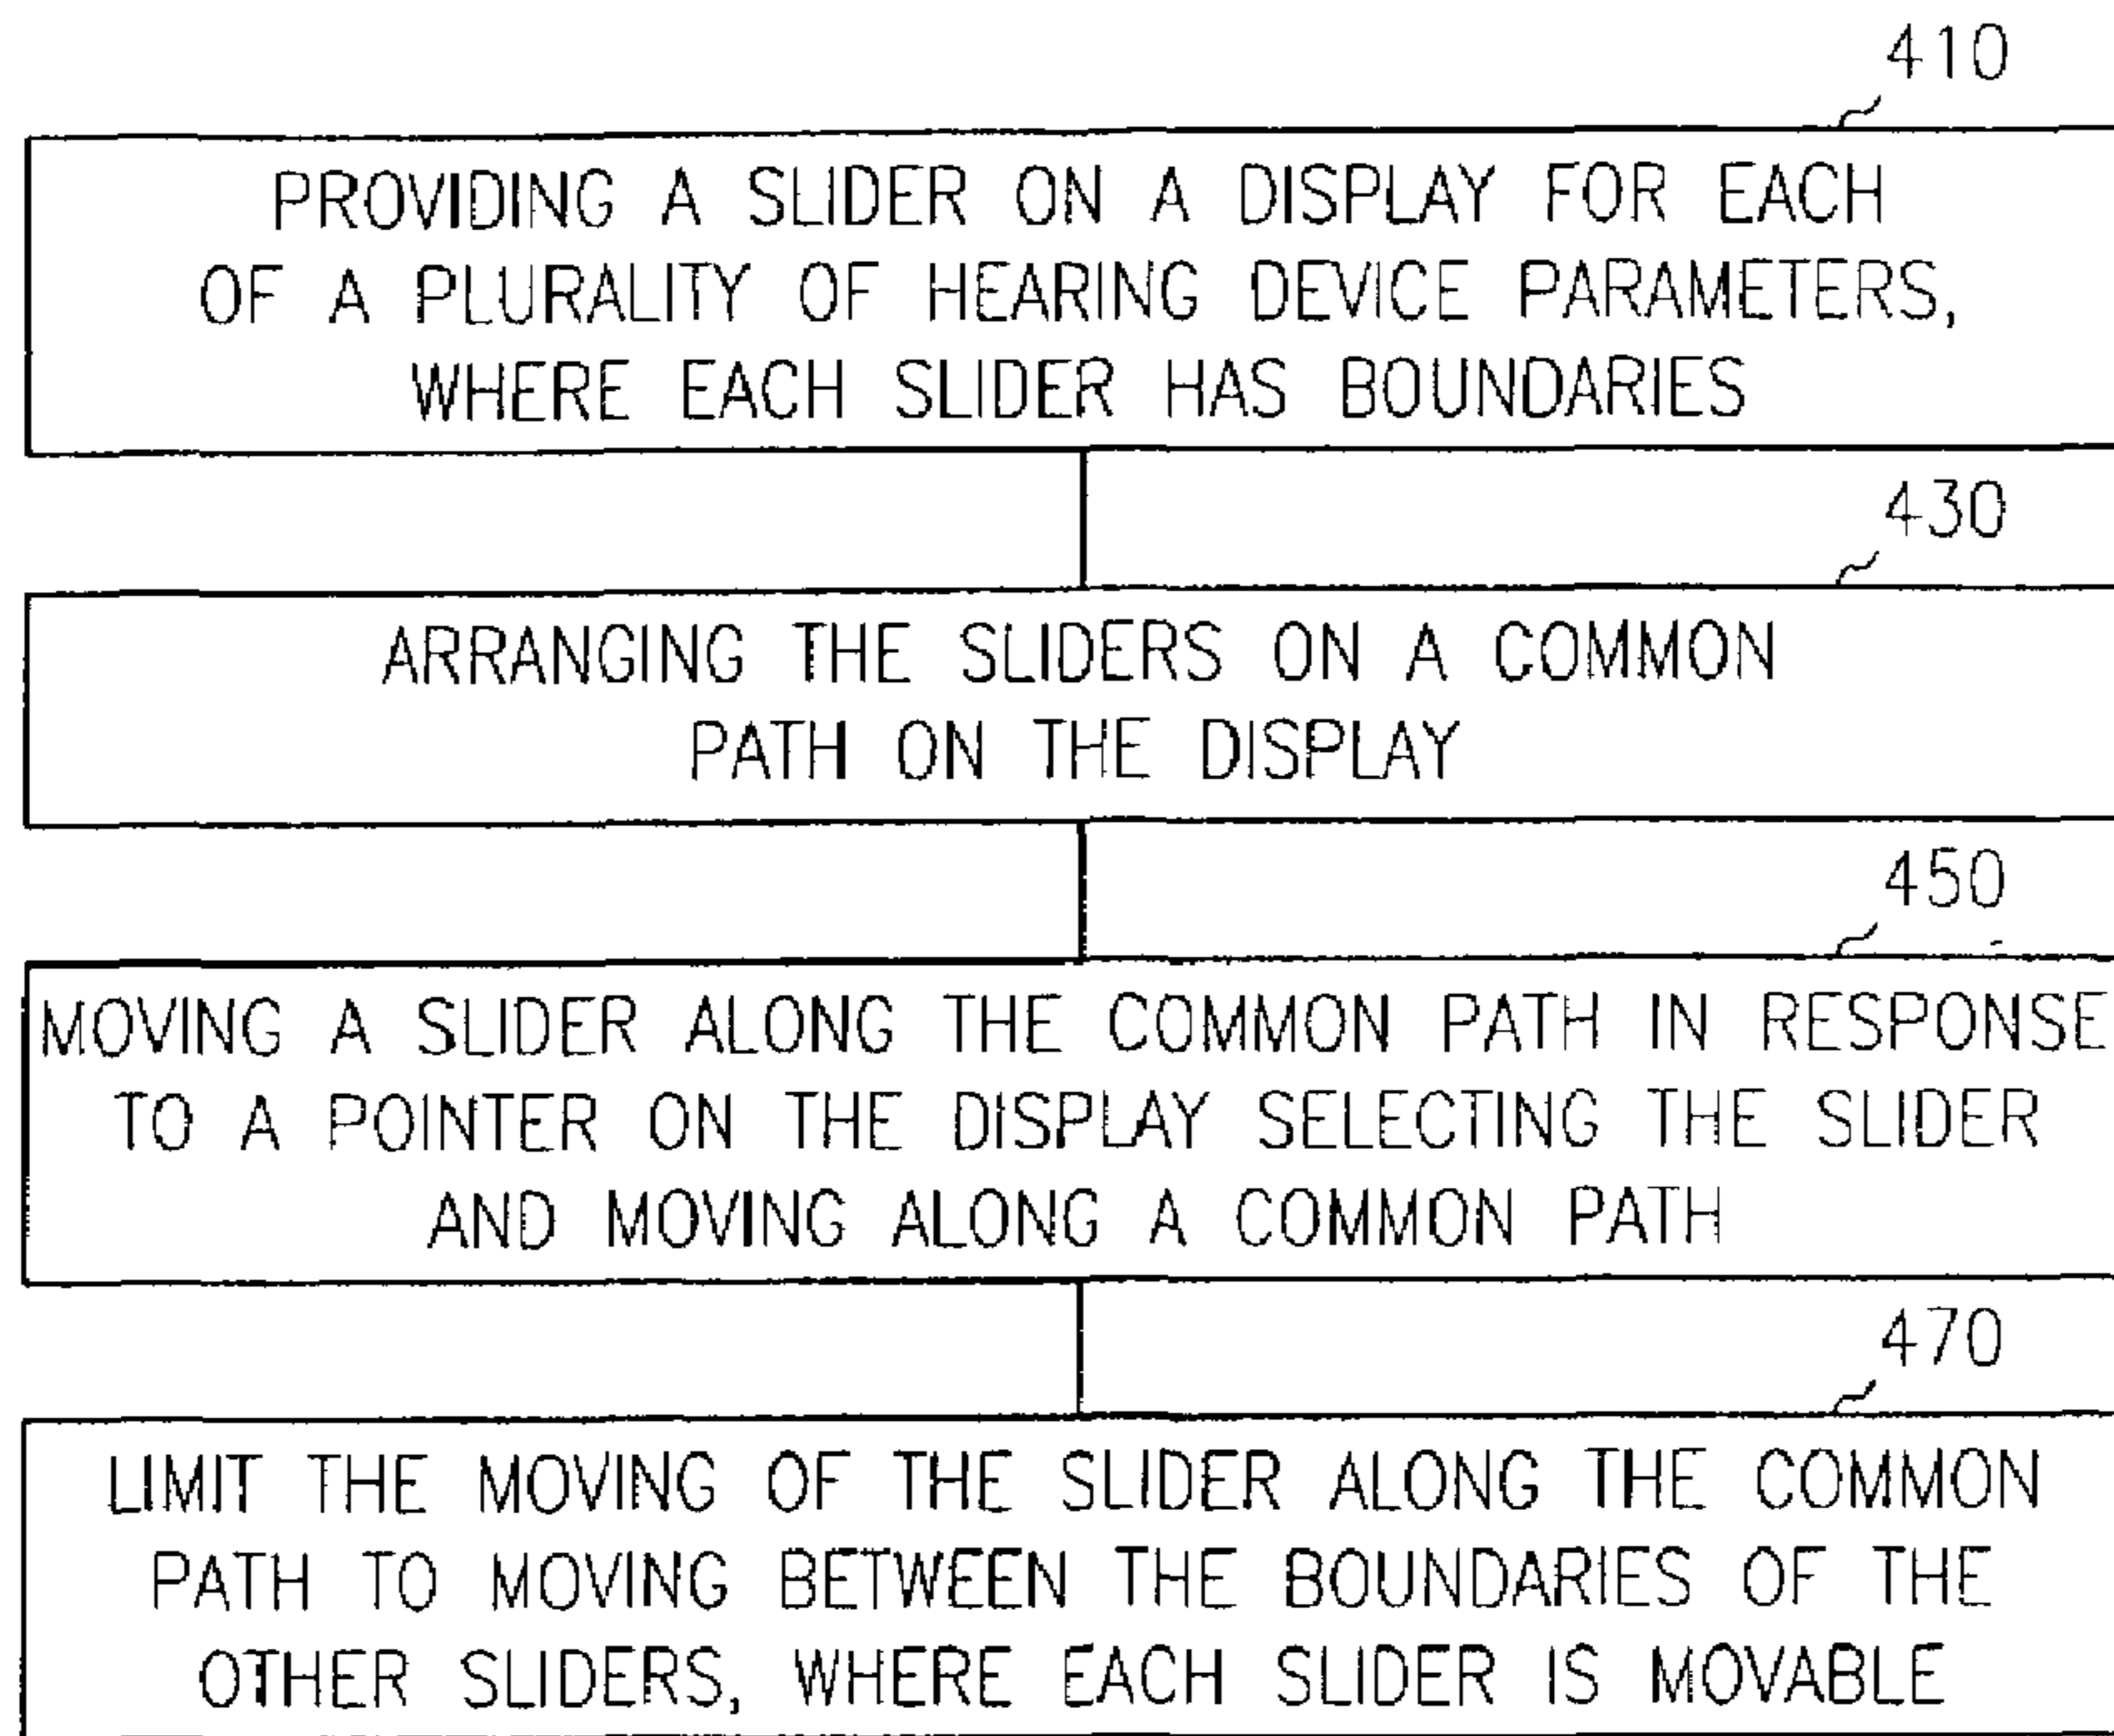 410
PROVIDING A SLIDER ON A DISPLAY FOR EACH
OF A PLURALITY OF HEARING DEVICE PARAMETERS,
WHERE EACH SLIDER HAS BOUNDARIES
430
ARRANGING THE SLIDERS ON A COMMON
PATH ON THE DISPLAY
450
MOVING A SLIDER ALONG THE COMMON PATH IN RESPONSE
TO A POINTER ON THE DISPLAY SELECTING THE SLIDER
AND MOVING ALONG A COMMON PATH
470
LIMIT THE MOVING OF THE SLIDER ALONG THE COMMON
PATH TO MOVING BETWEEN THE BOUNDARIES OF THE
OTHER SLIDERS, WHERE EACH SLIDER IS MOVABLE